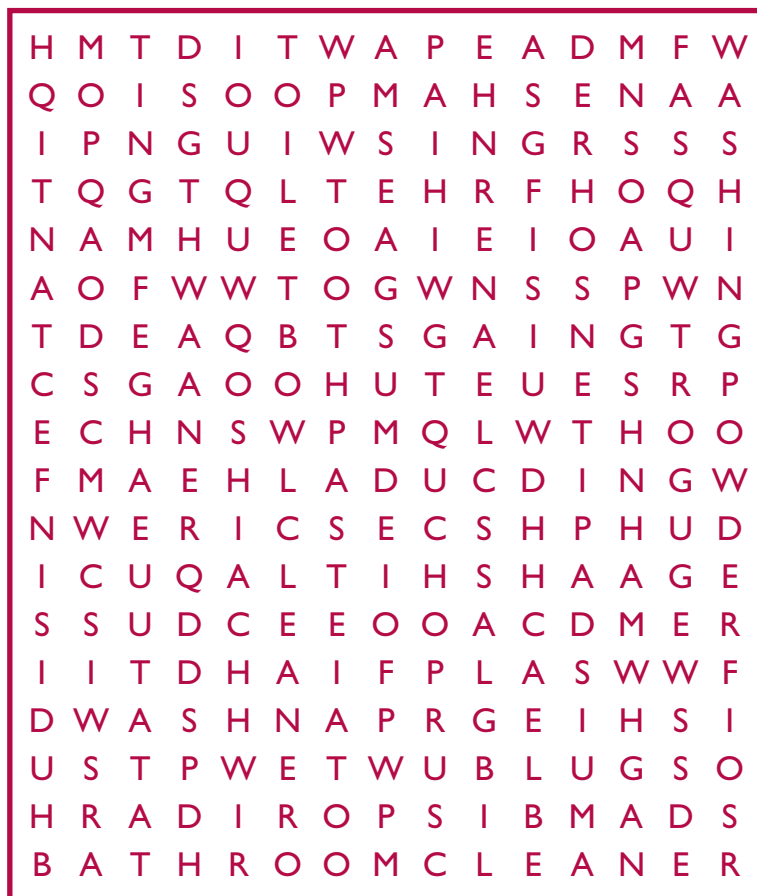 H M T D I T W A P E A D M F W
Q O I S O O P M A H S E N A A
I P N G U I W S I N G R S S S
T Q G T Q L T E H R F H O Q H
N A M H U E O A I E I O A U I
A O F W W T O G W N S S P W N
T D E A Q B T S G A I N G T G
C S G A O O H U T E U E S R P
E C H N S W P M Q L W T H O O
F M A E H L A D U C D I N G W
N W E R I C S E C S H P H U D
I C U Q A L T I H S H A A G E
S S U D C E E O O A C D M E R
I I T D H A I F P L A S W W F
D W A S H N A P R G E I H S I
U S T P W E T W U B L U G S O
H R A D I R O P S I B M A D S
B A T H R O O M C L E A N E R